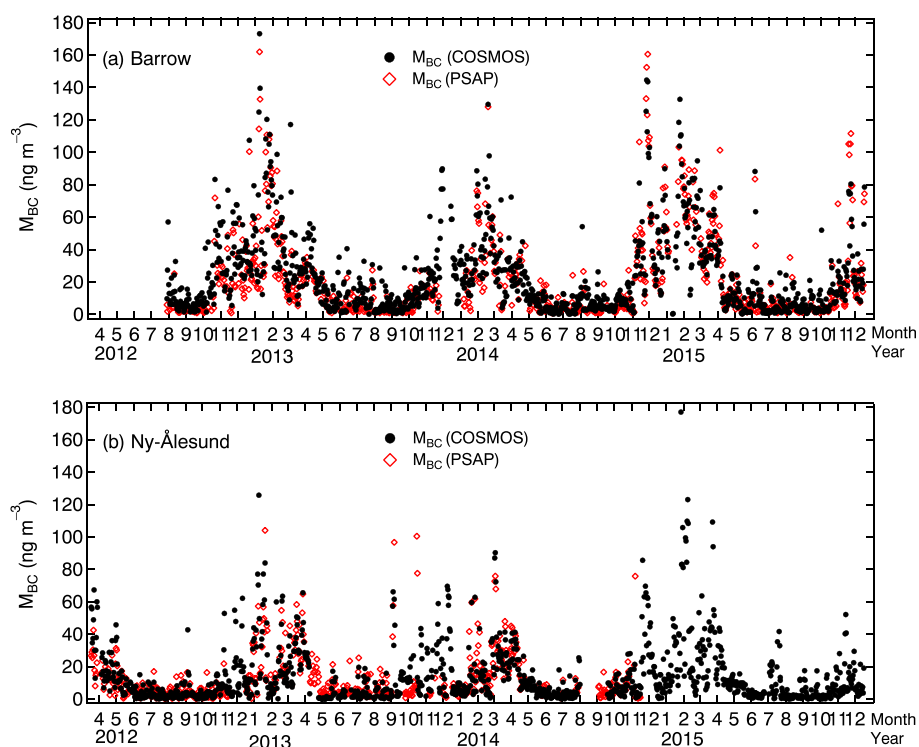 180
160
140
120
100
80
60
40
20
0
M_BC (ng m⁻³)
(a) Barrow
M_BC (COSMOS)
M_BC (PSAP)
4 5 6 7 8 9 10 11 12 1 2 3 4 5 6 7 8 9 10 11 12 1 2 3 4 5 6 7 8 9 10 11 12 1 2 3 4 5 6 7 8 9 10 11 12 Month
2012 2013 2014 2015 Year
180
160
140
120
100
80
60
40
20
0
M_BC (ng m⁻³)
(b) Ny-Ålesund
M_BC (COSMOS)
M_BC (PSAP)
4 5 6 7 8 9 10 11 12 1 2 3 4 5 6 7 8 9 10 11 12 1 2 3 4 5 6 7 8 9 10 11 12 1 2 3 4 5 6 7 8 9 10 11 12 Month
2012 2013 2014 2015 Year